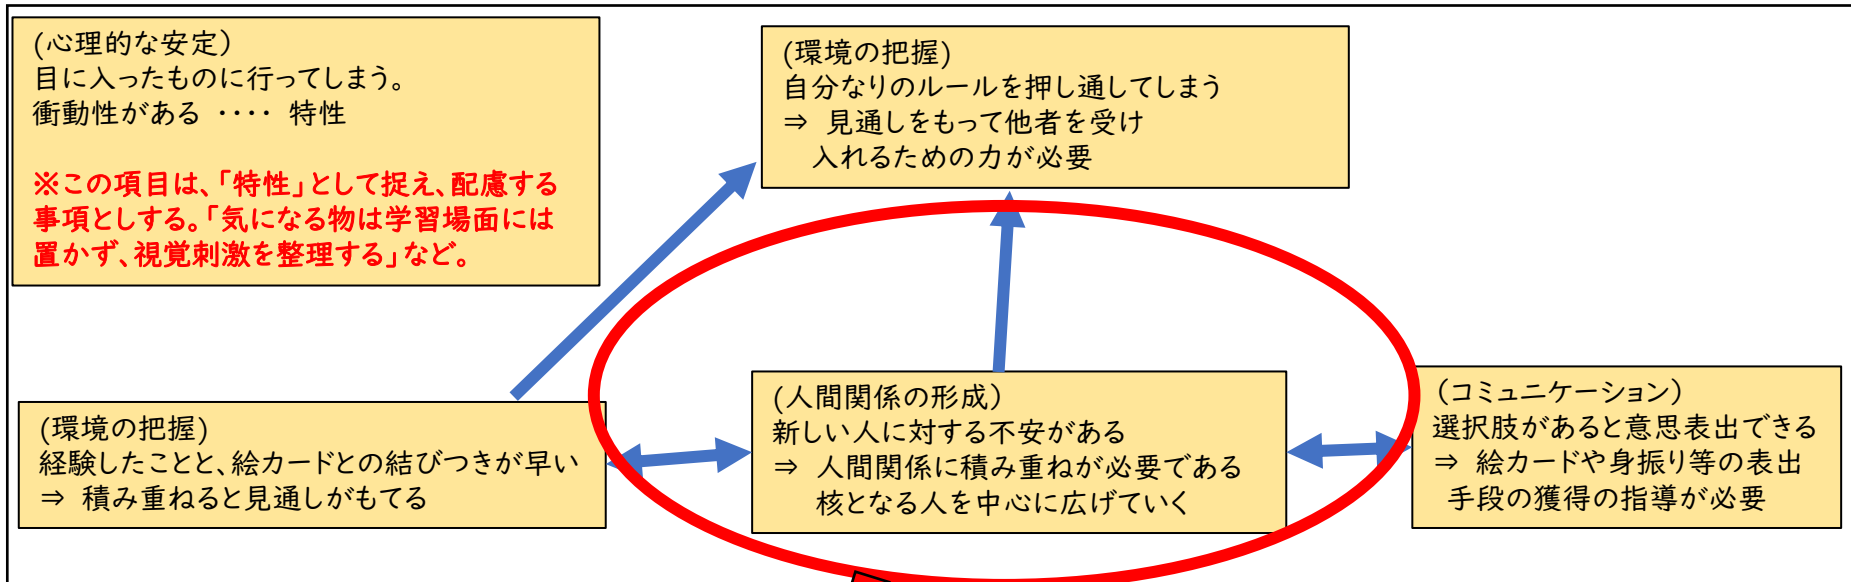 (心理的な安定)
目に入ったものに行ってしまう。
衝動性がある ‥‥ 特性
※この項目は、「特性」として捉え、配慮する
事項としする。「気になる物は学習場面には
置かず、視覚刺激を整理する」など。
(環境の把握)
自分なりのルールを押し通してしまう
⇒ 見通しをもって他者を受け
入れるための力が必要
(環境の把握)
経験したことと、絵カードとの結びつきが早い
⇒ 積み重ねると見通しがもてる
(人間関係の形成)
新しい人に対する不安がある
⇒ 人間関係に積み重ねが必要である
核となる人を中心に広げていく
(コミュニケーション)
選択肢があると意思表出できる
⇒ 絵カードや身振り等の表出
手段の獲得の指導が必要